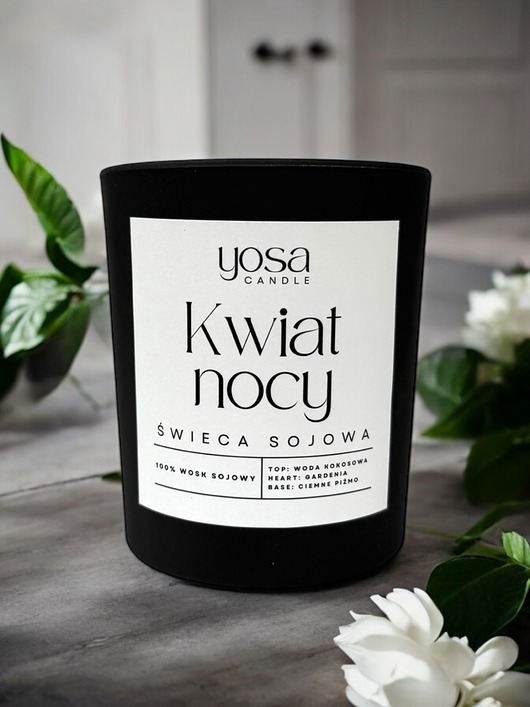 yosa
CANDLE
Kwiat
nocy
ŚWIECA SOJOWA
100% WOSK SOJOWY
TOP: WODA KOKOSOWA
HEART: GARDENIA
BASE: CIEMNE PIŻMO